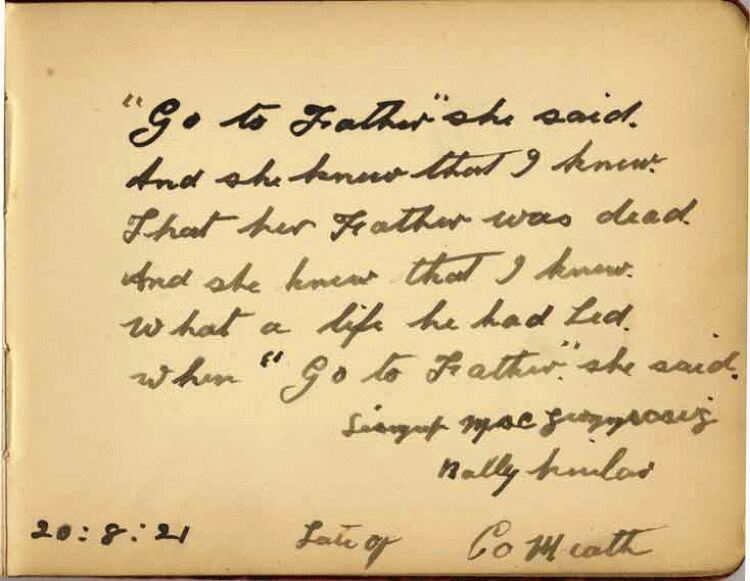 "Go to Father" she said.
And she knew that I knew.
That her Father was dead.
And she knew that I knew.
What a life he had Led.
when "Go to Father." she said.
Mac
Ballykinlar
20:8:21 Late of Co Meath